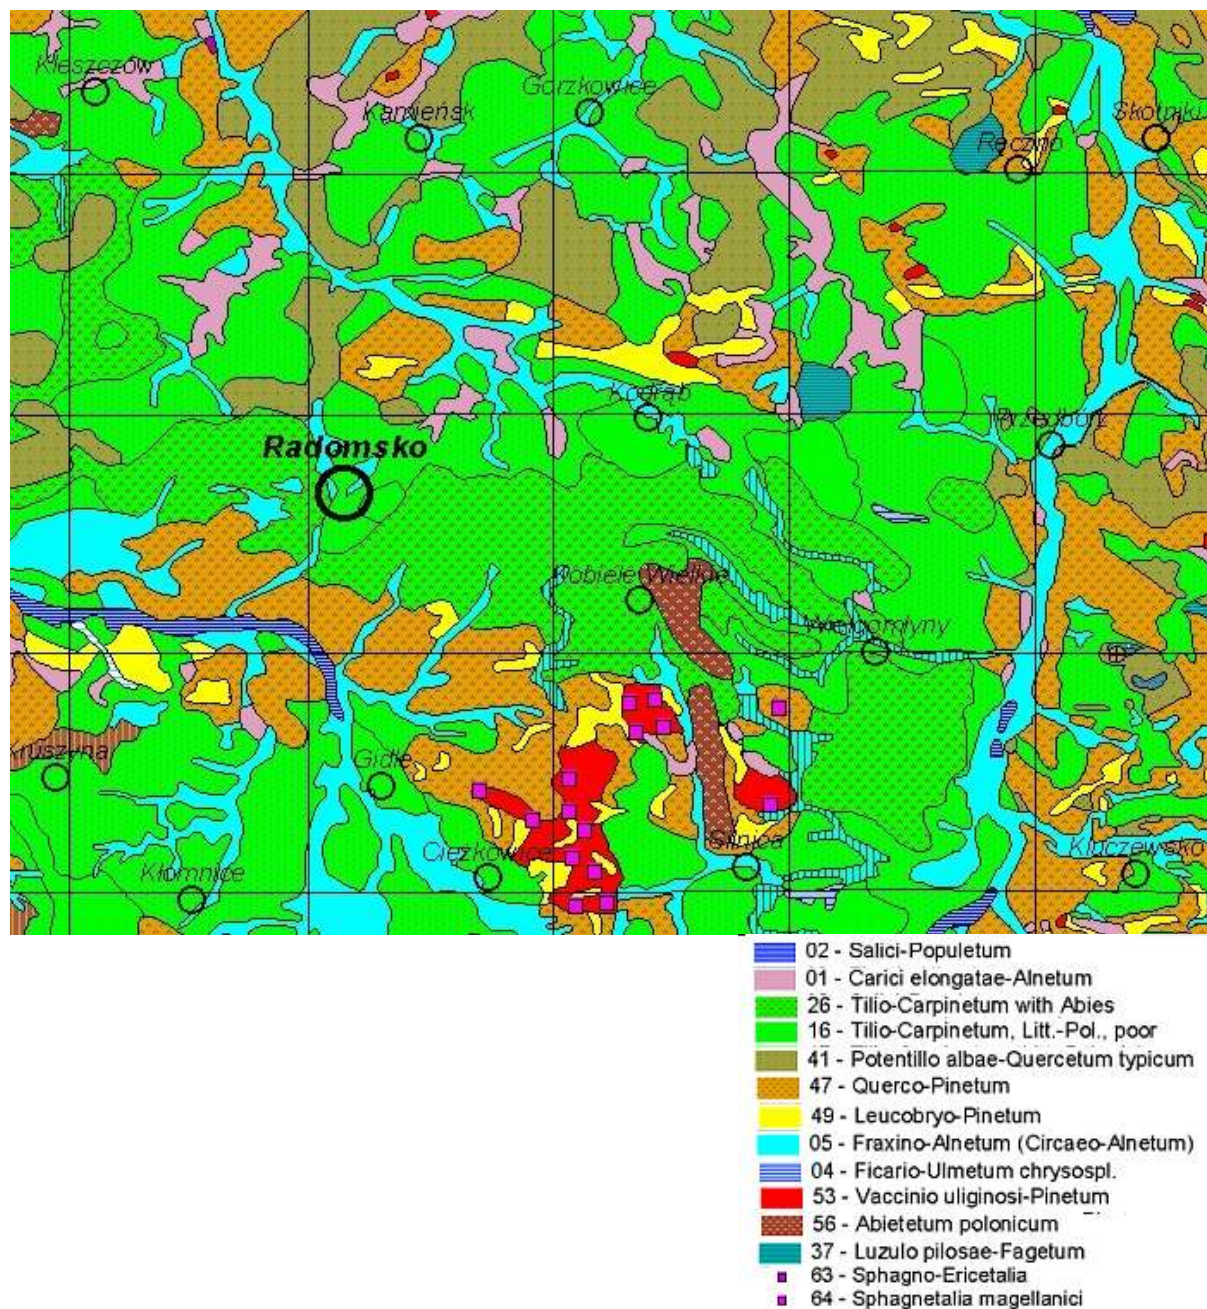 Kleszczów
Kamieńsk
Gorzkowice
Skotniki
Ręczno
Kodrąb
Przedbórz
Radomsko
Kobiele Wielkie
Wielgomłyny
Kruszyna
Gidle
Ciężkowice
Silnica
Kluczewsko
Kłomnice
02 - Salici-Populetum
01 - Carici elongatae-Alnetum
26 - Tilio-Carpinetum with Abies
16 - Tilio-Carpinetum, Litt.-Pol., poor
41 - Potentillo albae-Quercetum typicum
47 - Querco-Pinetum
49 - Leucobryo-Pinetum
05 - Fraxino-Alnetum (Circaeo-Alnetum)
04 - Ficario-Ulmetum chrysospl.
53 - Vaccinio uliginosi-Pinetum
56 - Abietetum polonicum
37 - Luzulo pilosae-Fagetum
63 - Sphagno-Ericetalia
64 - Sphagnetalia magellanici